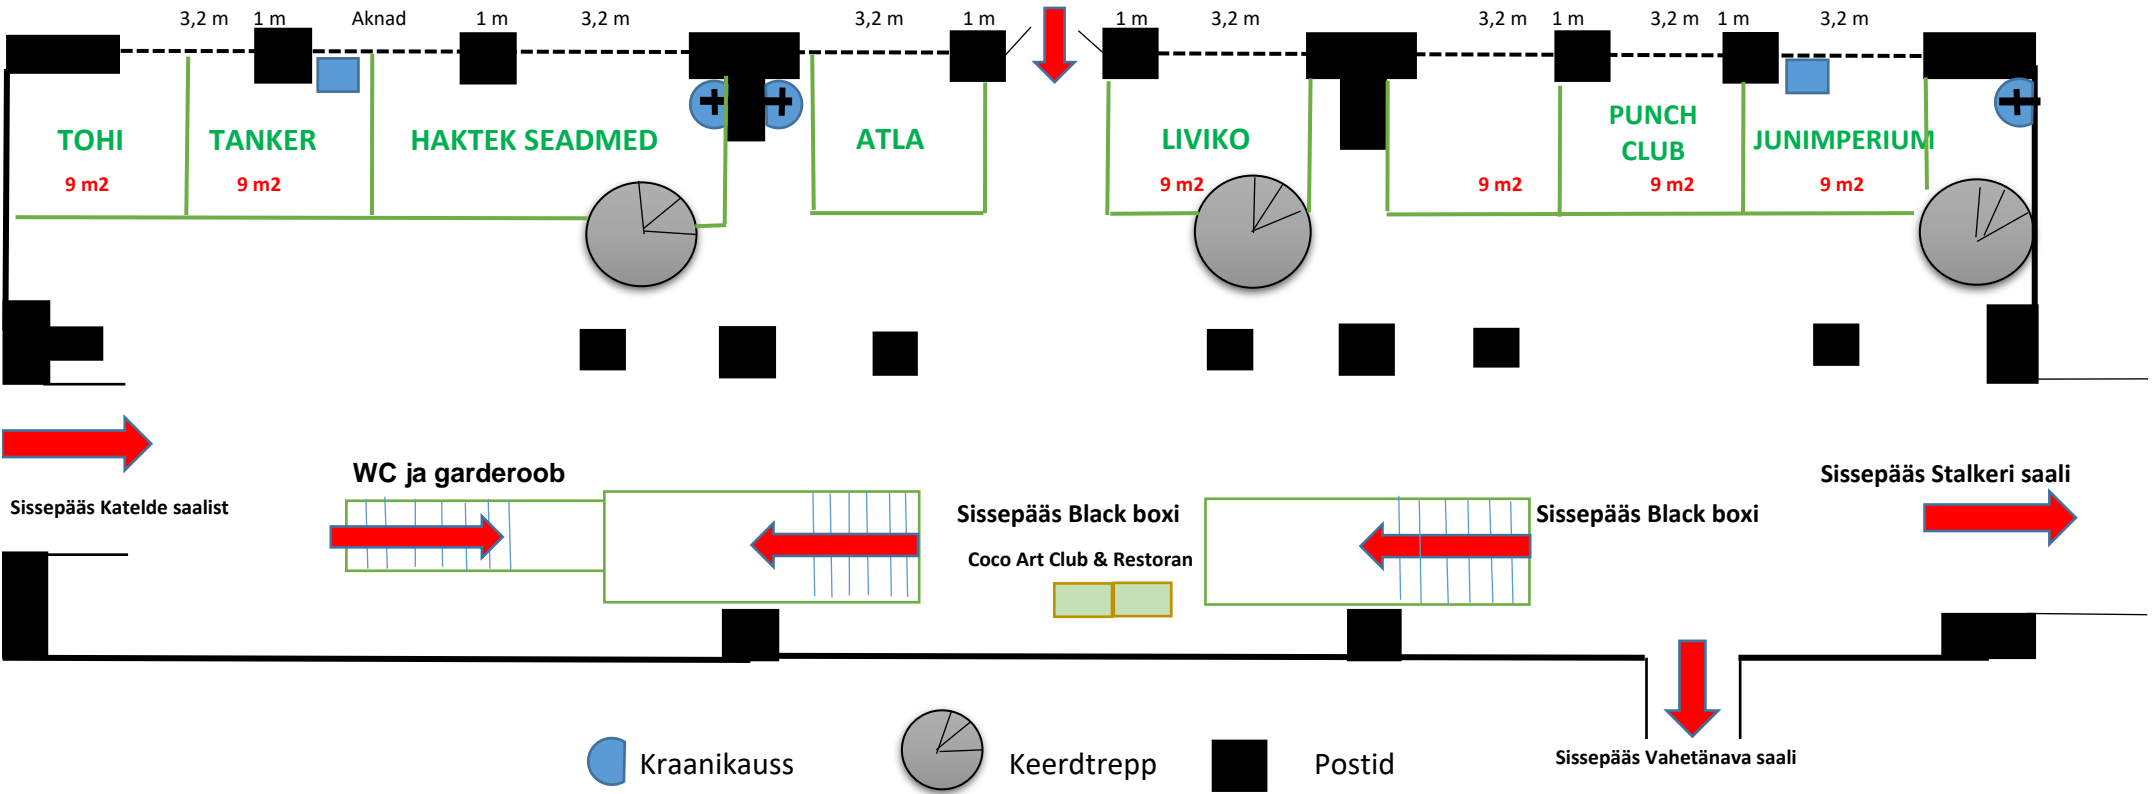 3,2 m 1 m Aknad 1 m 3,2 m 3,2 m 1 m 1 m 3,2 m 3,2 m 1 m 3,2 m 1 m 3,2 m
TOHI
9 m2
TANKER
9 m2
HAKTEK SEADMED
ATLA
LIVIKO
9 m2
9 m2
PUNCH
CLUB
9 m2
JUNIMPERIUM
9 m2
Sissepääs Katelde saalist
WC ja garderoob
Sissepääs Black boxi
Coco Art Club & Restoran
Sissepääs Black boxi
Sissepääs Stalkeri saali
Sissepääs Vahetänava saali
Kraanikauss
Keerdtrepp
Postid